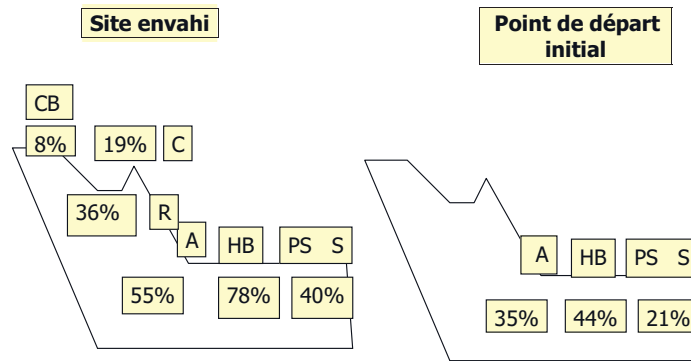 Site envahi
CB
8% 19% C
36% R
A HB PS S
55% 78% 40%
Point de départ
initial
A HB PS S
35% 44% 21%